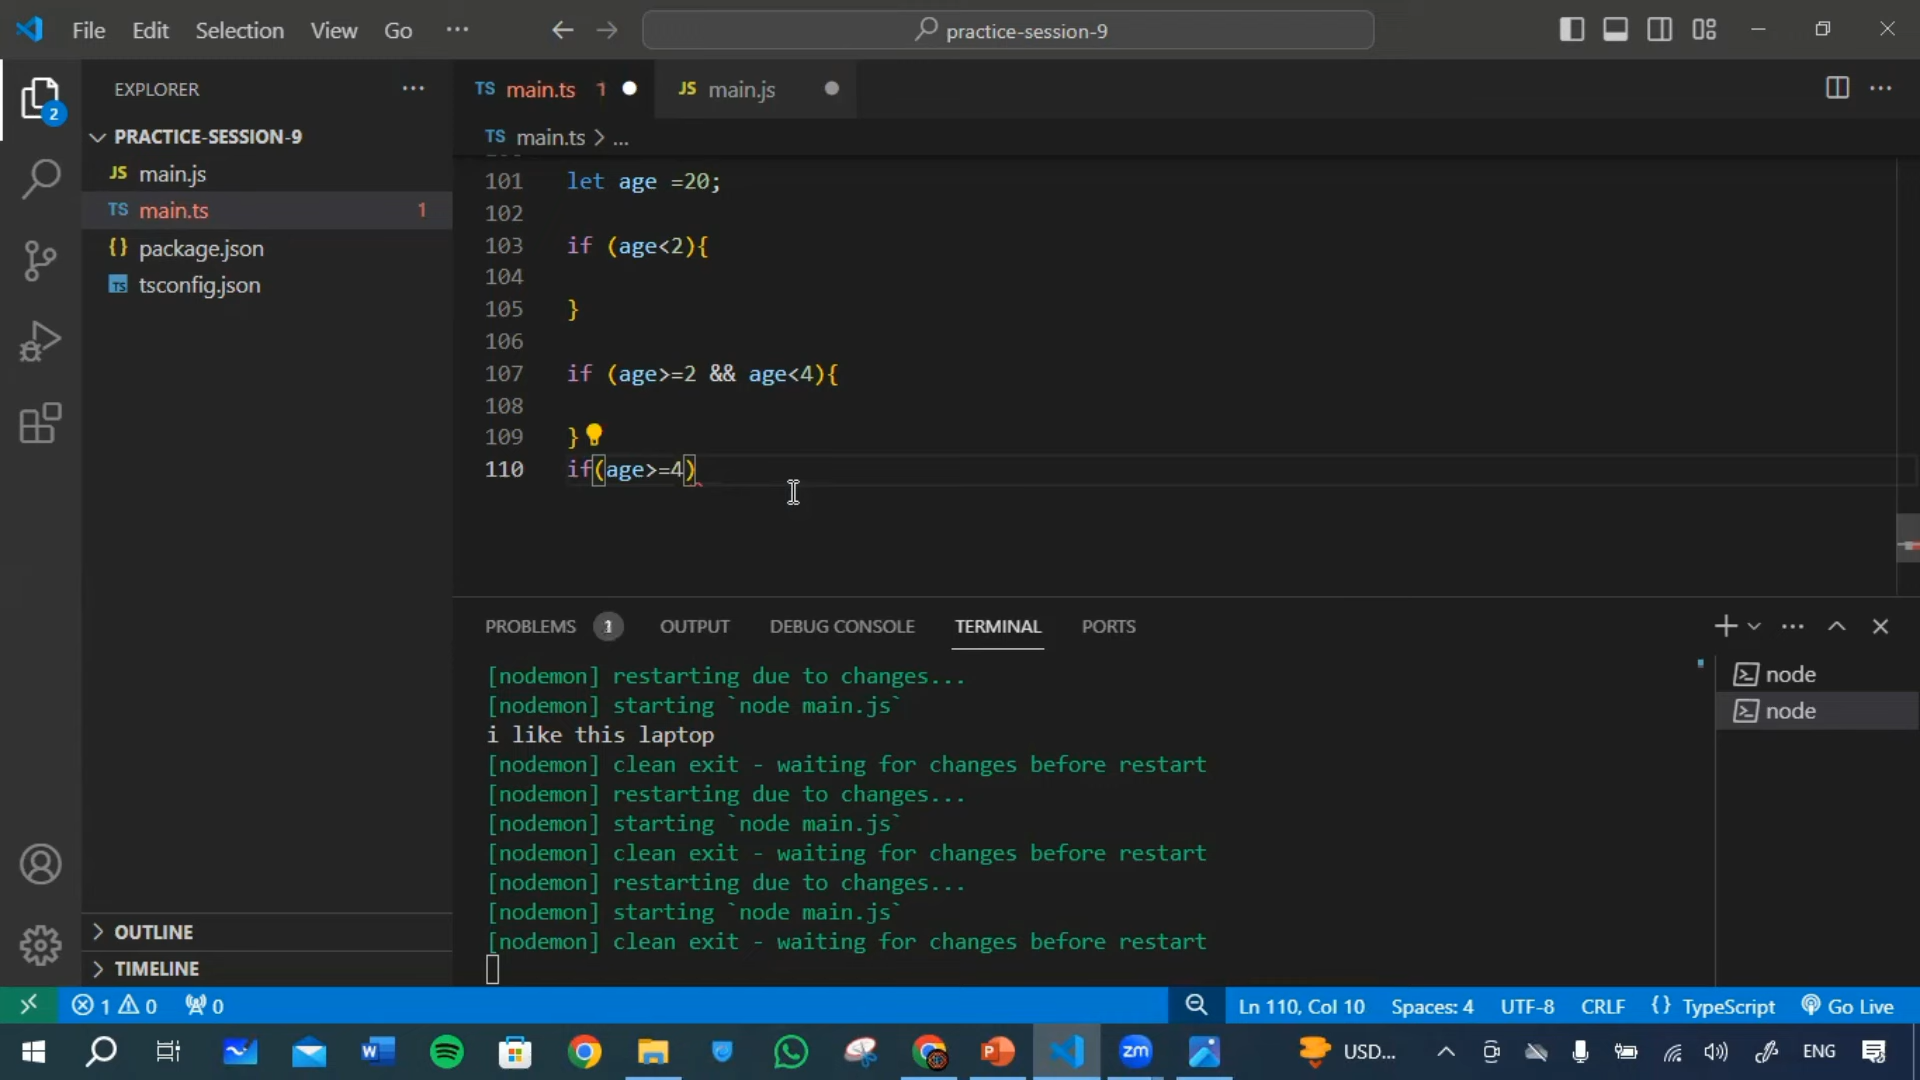 File Edit Selection View Go ···
practice-session-9
EXPLORER ···
2
PRACTICE-SESSION-9
JS main.js
TS main.ts 1
{} package.json
TS tsconfig.json
OUTLINE
TIMELINE
TS main.ts 1
JS main.js
TS main.ts > ...
101 let age =20;
102
103 if (age<2){
104
105 }
106
107 if (age>=2 && age<4){
108
109 }
110 if(age>=4)
PROBLEMS 1 OUTPUT DEBUG CONSOLE TERMINAL PORTS
[nodemon] restarting due to changes...
[nodemon] starting `node main.js`
i like this laptop
[nodemon] clean exit - waiting for changes before restart
[nodemon] restarting due to changes...
[nodemon] starting `node main.js`
[nodemon] clean exit - waiting for changes before restart
[nodemon] restarting due to changes...
[nodemon] starting `node main.js`
[nodemon] clean exit - waiting for changes before restart
node
node
1 0 0 Ln 110, Col 10 Spaces: 4 UTF-8 CRLF {} TypeScript Go Live
W P zm USD... ENG